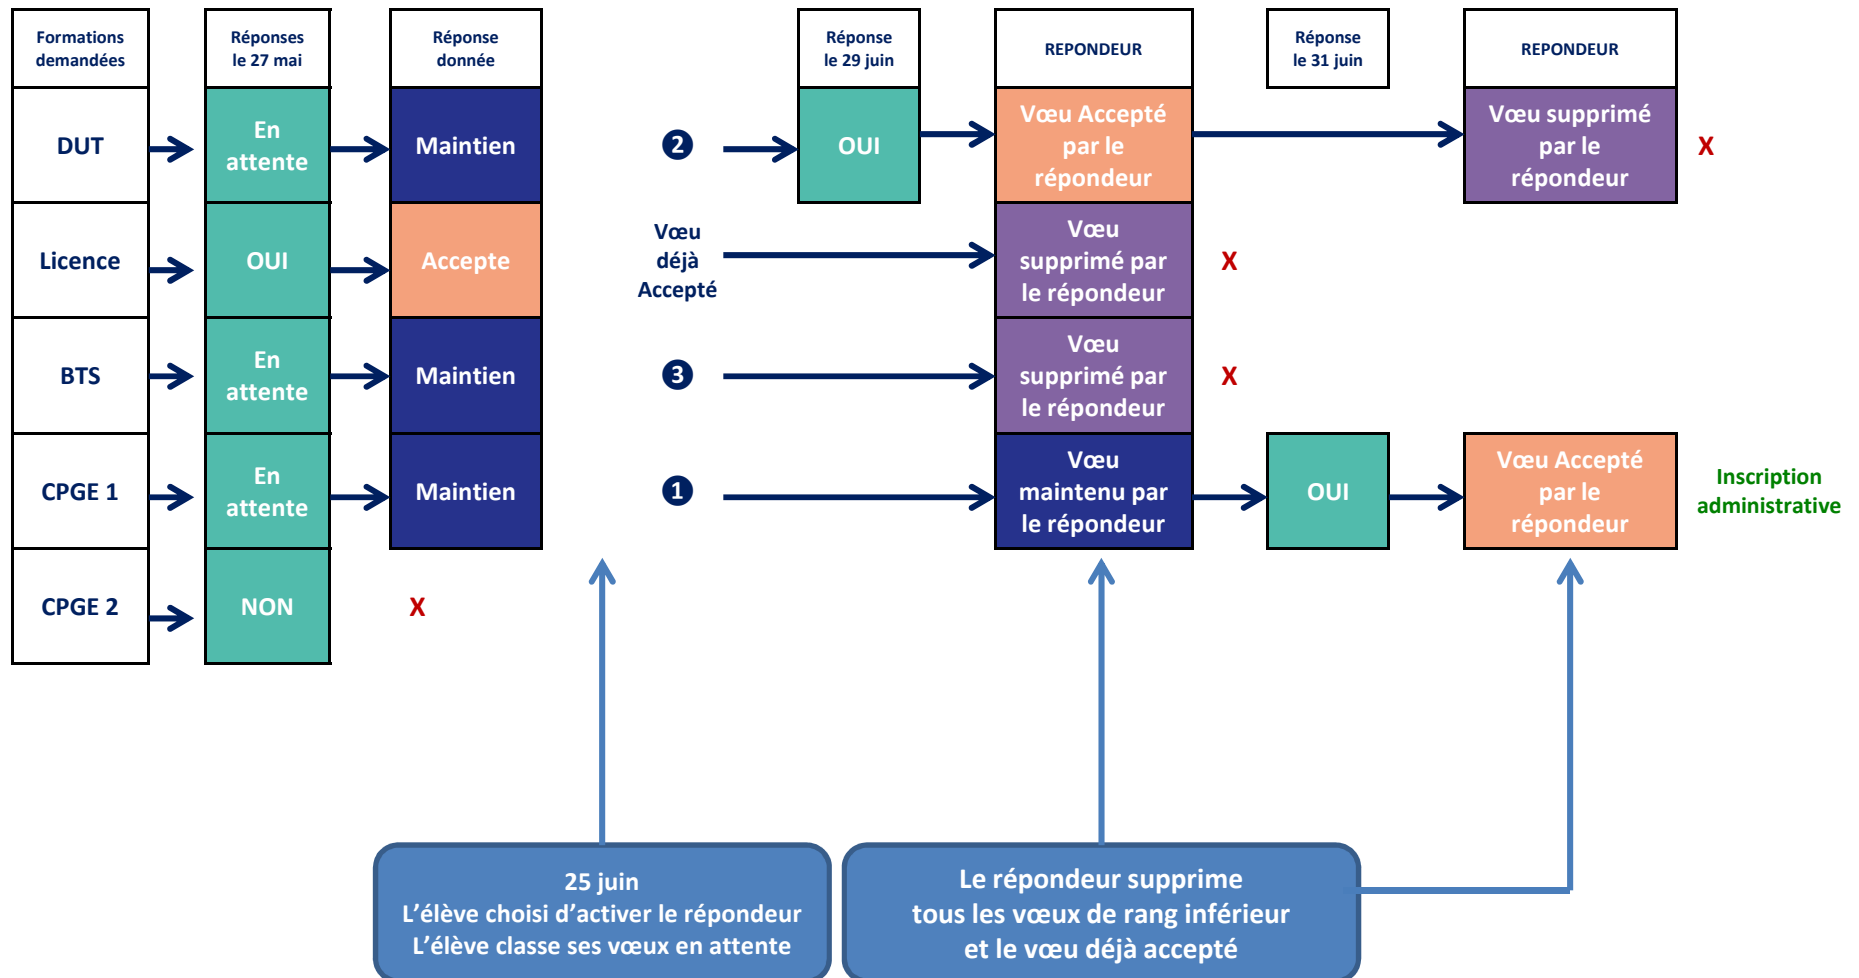 Formations
demandées
Réponses
le 27 mai
Réponse
donnée
Réponse
le 29 juin
REPONDEUR
Réponse
le 31 juin
REPONDEUR
DUT
En
attente
Maintien
❷
OUI
Vœu Accepté
par le
répondeur
Vœu supprimé
par le
répondeur
X
Licence
OUI
Accepte
Vœu
déjà
Accepté
Vœu
supprimé par
le répondeur
X
BTS
En
attente
Maintien
❸
Vœu
supprimé par
le répondeur
X
CPGE 1
En
attente
Maintien
❶
Vœu
maintenu par
le répondeur
OUI
Vœu Accepté
par le
répondeur
Inscription
administrative
CPGE 2
NON
X
25 juin
L’élève choisi d’activer le répondeur
L’élève classe ses vœux en attente
Le répondeur supprime
tous les vœux de rang inférieur
et le vœu déjà accepté